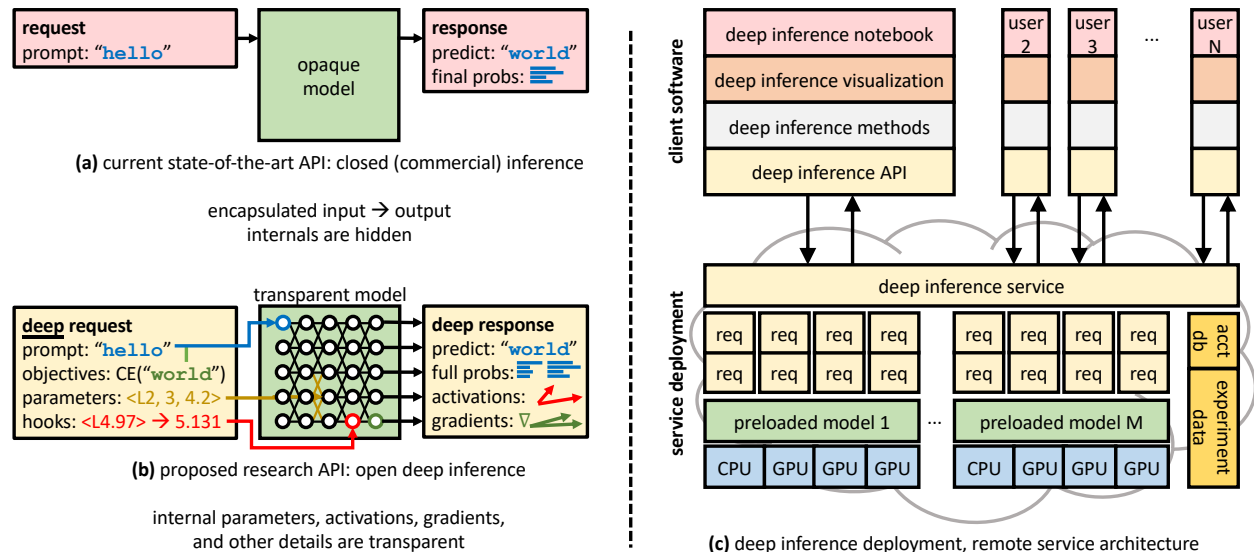 request
prompt: “hello”
opaque
model
response
predict: “world”
final probs:
(a) current state-of-the-art API: closed (commercial) inference
encapsulated input → output
internals are hidden
transparent model
deep request
prompt: “hello”
objectives: CE(“world”)
parameters: <L2, 3, 4.2>
hooks: <L4.97> → 5.131
deep response
predict: “world”
full probs:
activations:
gradients: ∇
(b) proposed research API: open deep inference
internal parameters, activations, gradients,
and other details are transparent
client software
deep inference notebook
deep inference visualization
deep inference methods
deep inference API
user
2
user
3
...
user
N
service deployment
deep inference service
req req req req req req req req
req req req req req req req req
acct
db
experiment
data
preloaded model 1 ... preloaded model M
CPU GPU GPU GPU CPU GPU GPU GPU
(c) deep inference deployment, remote service architecture